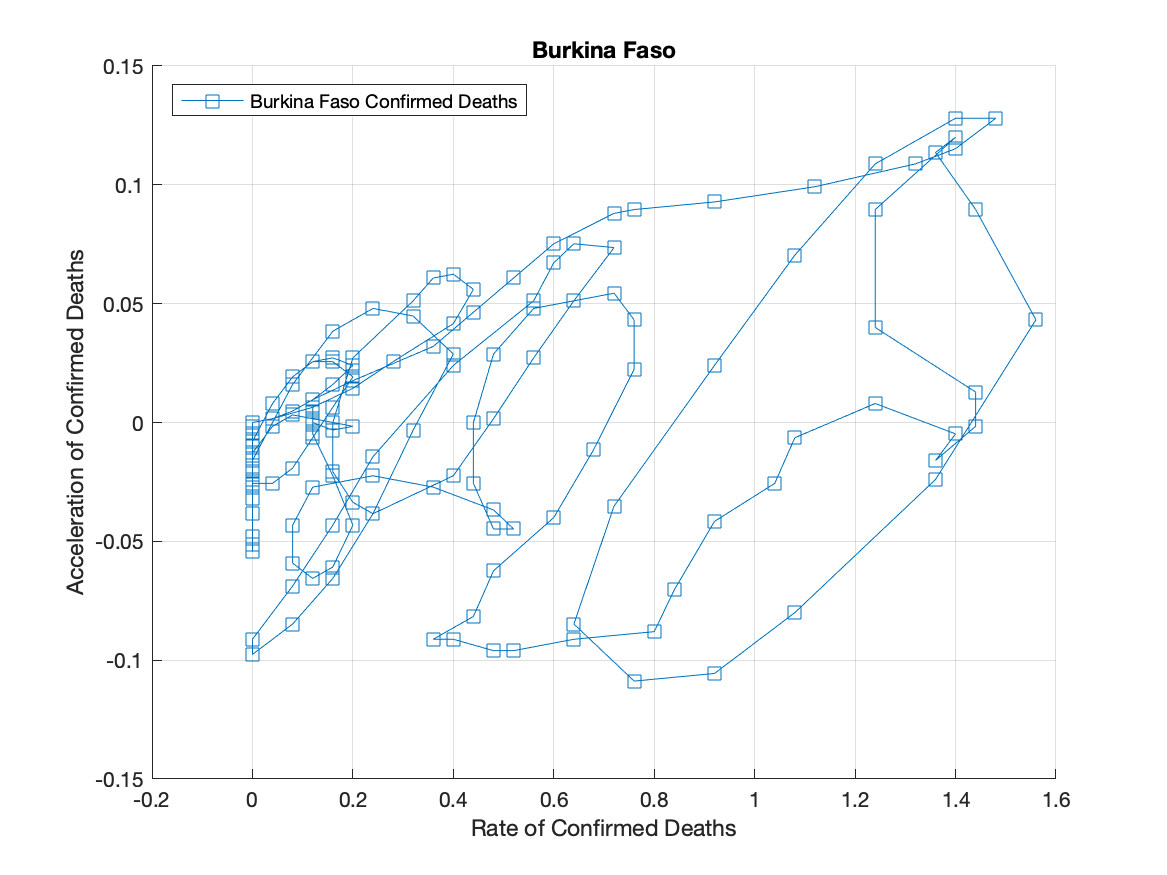 Burkina Faso
0.15
Burkina Faso Confirmed Deaths
0.1
0.05
0
-0.05
-0.1
-0.15
Acceleration of Confirmed Deaths
-0.2 0 0.2 0.4 0.6 0.8 1 1.2 1.4 1.6
Rate of Confirmed Deaths